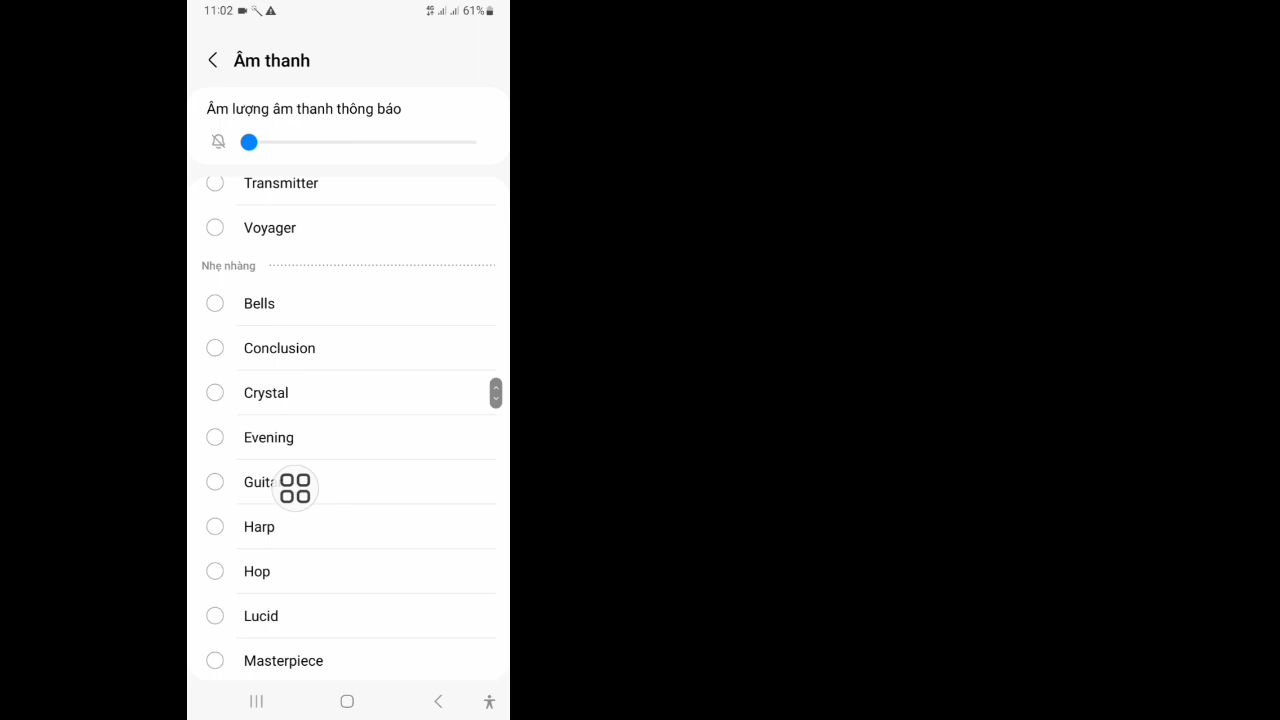 11:02 4G 61%
Âm thanh
Âm lượng âm thanh thông báo
Transmitter
Voyager
Nhẹ nhàng
Bells
Conclusion
Crystal
Evening
Harp
Hop
Lucid
Masterpiece